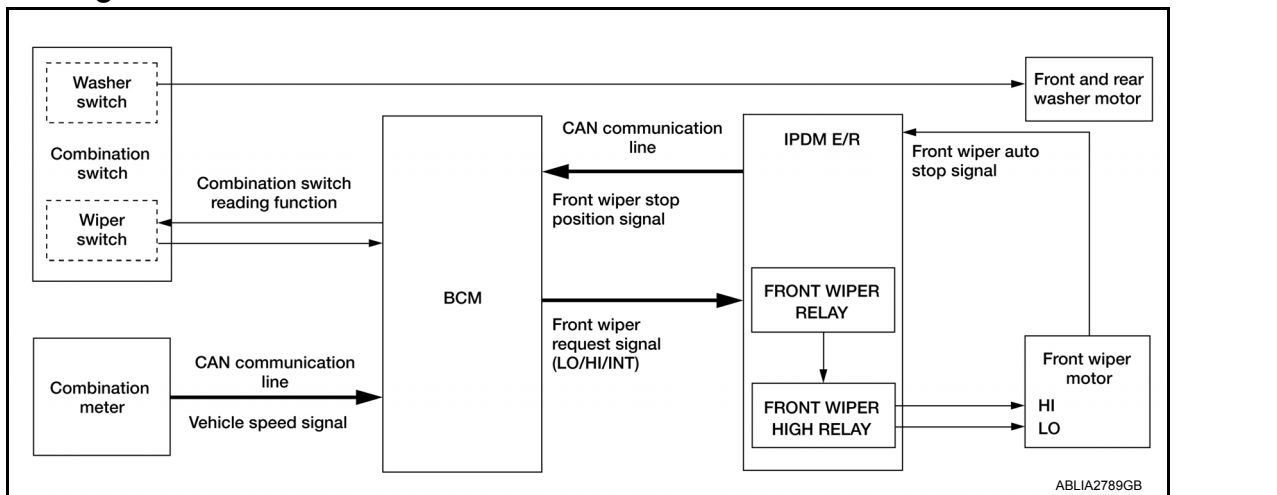 Washer
switch
Combination
switch
Wiper
switch
Combination switch
reading function
Combination
meter
CAN communication
line
Vehicle speed signal
BCM
CAN communication
line
Front wiper stop
position signal
Front wiper
request signal
(LO/HI/INT)
IPDM E/R
FRONT WIPER
RELAY
FRONT WIPER
HIGH RELAY
Front and rear
washer motor
Front wiper auto
stop signal
Front wiper
motor
HI
LO
ABLIA2789GB